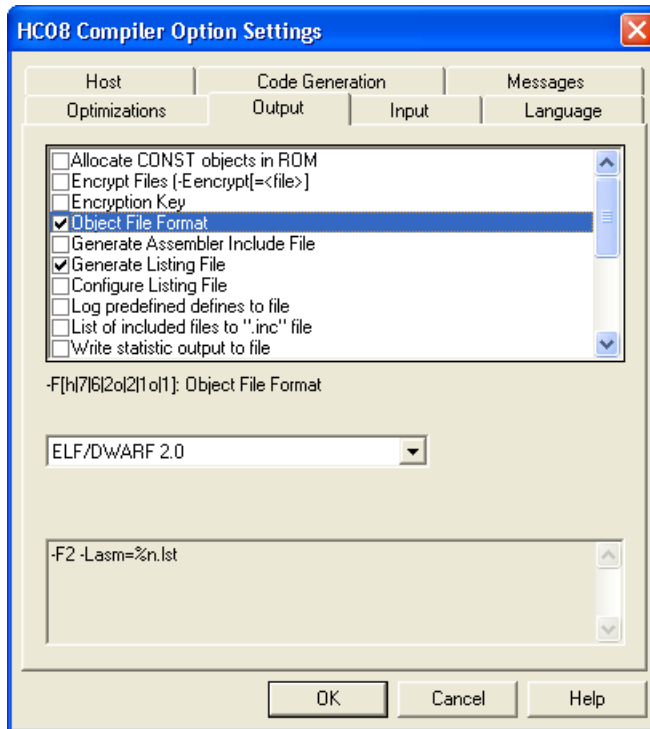 HC08 Compiler Option Settings
Host Code Generation Messages
Optimizations Output Input Language
Allocate CONST objects in ROM
Encrypt Files (-Eencrypt[=<file>]
Encryption Key
Object File Format
Generate Assembler Include File
Generate Listing File
Configure Listing File
Log predefined defines to file
List of included files to ".inc" file
Write statistic output to file
-F[h|7|6|2o|2|1o|1]: Object File Format
ELF/DWARF 2.0
-F2 -Lasm=%n.lst
OK Cancel Help